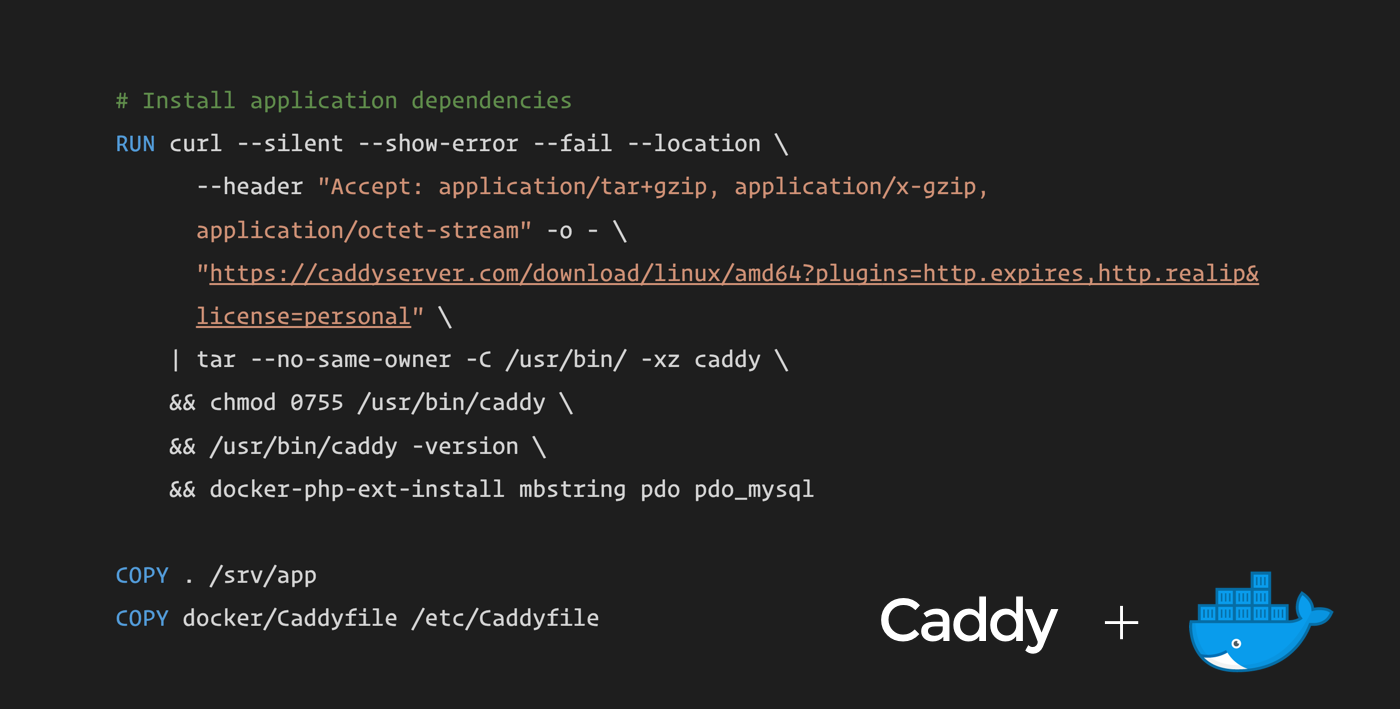 # Install application dependencies
RUN curl --silent --show-error --fail --location \
--header "Accept: application/tar+gzip, application/x-gzip,
application/octet-stream" -o - \
"https://caddyserver.com/download/linux/amd64?plugins=http.expires,http.realip&
license=personal" \
| tar --no-same-owner -C /usr/bin/ -xz caddy \
&& chmod 0755 /usr/bin/caddy \
&& /usr/bin/caddy -version \
&& docker-php-ext-install mbstring pdo pdo_mysql
COPY . /srv/app
COPY docker/Caddyfile /etc/Caddyfile
Caddy +